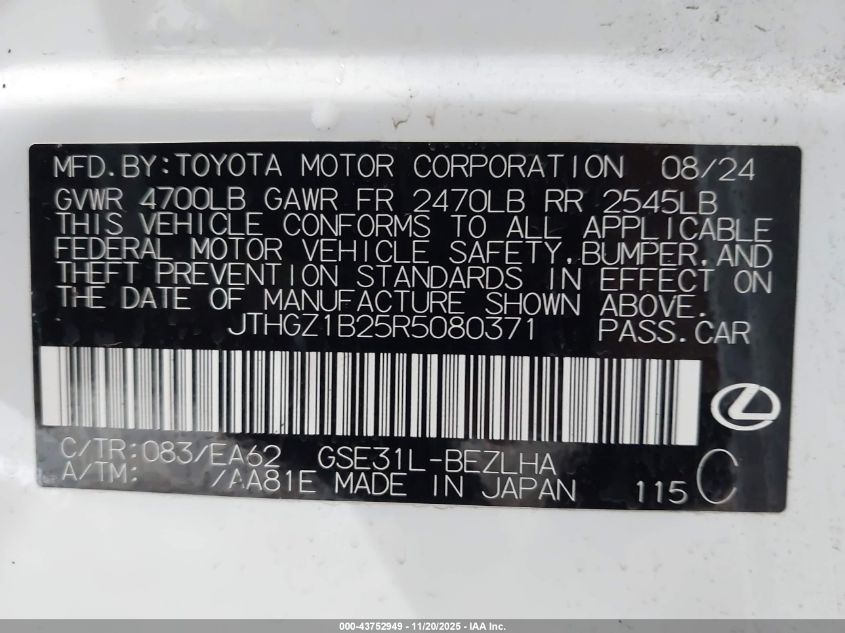 MFD.BY:TOYOTA MOTOR CORPORATION 08/24
GVWR 4700LB GAWR FR 2470LB RR 2545LB
THIS VEHICLE CONFORMS TO ALL APPLICABLE
FEDERAL MOTOR VEHICLE SAFETY,BUMPER,AND
THEFT PREVENTION STANDARDS IN EFFECT ON
THE DATE OF MANUFACTURE SHOWN ABOVE.
JTHGZ1B25R5080371 PASS.CAR
C/TR:083/EA62 GSE31L-BEZLHA
A/TM: /AA81E MADE IN JAPAN 115 C
000-43752949 - 11/20/2025 - IAA Inc.